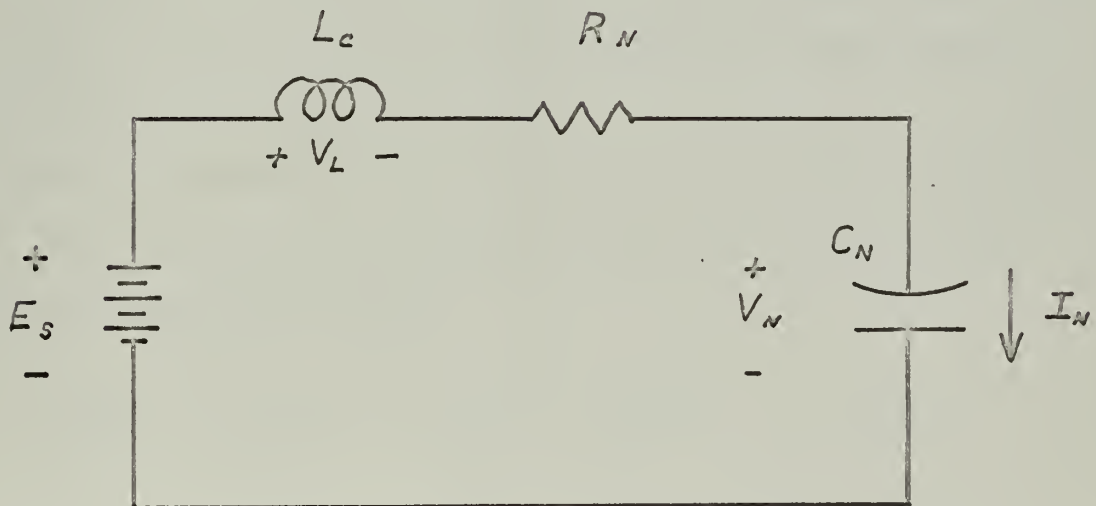 L_C
R_N
+ V_L -
+
E_S
-
C_N
+
V_N
-
I_N